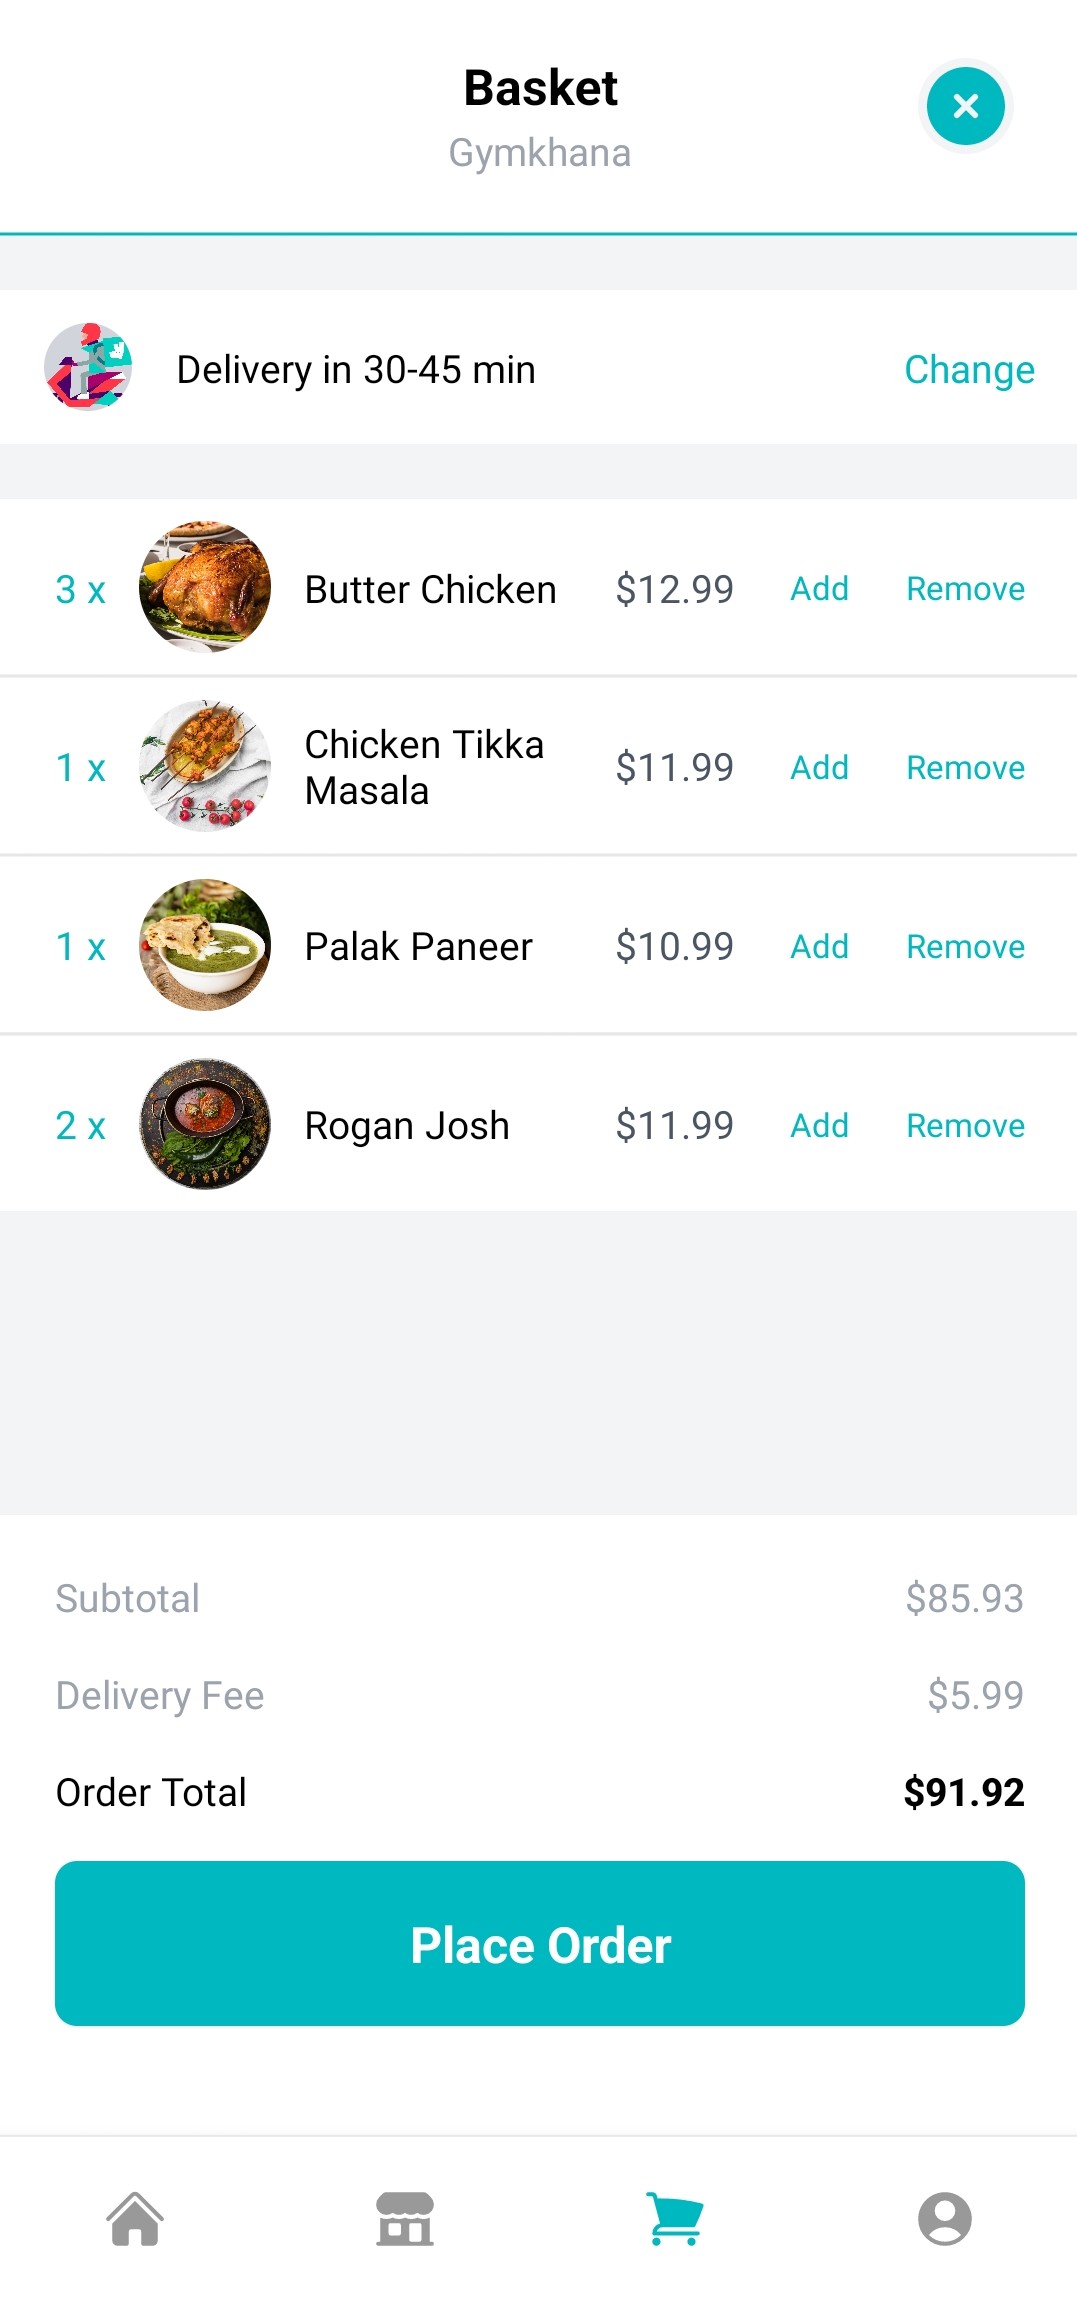 Basket
Gymkhana
Delivery in 30-45 min Change
3 x Butter Chicken $12.99 Add Remove
1 x Chicken Tikka Masala $11.99 Add Remove
1 x Palak Paneer $10.99 Add Remove
2 x Rogan Josh $11.99 Add Remove
Subtotal $85.93
Delivery Fee $5.99
Order Total $91.92
Place Order